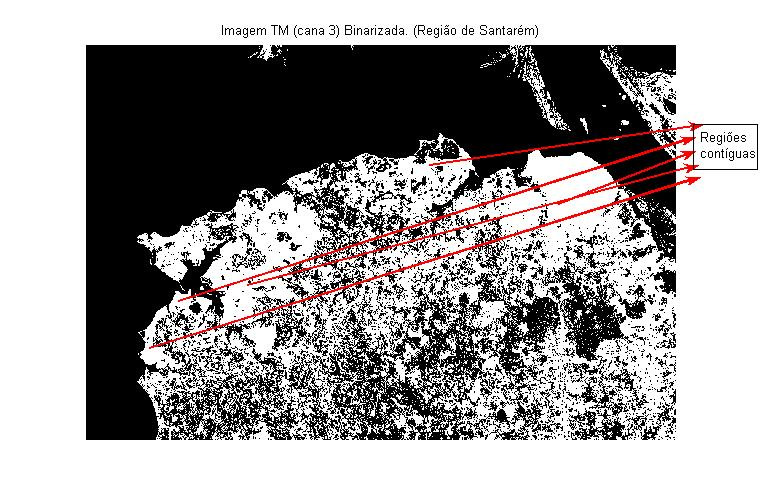 Imagem TM (cana 3) Binarizada. (Região de Santarém)
Regiões
contíguas